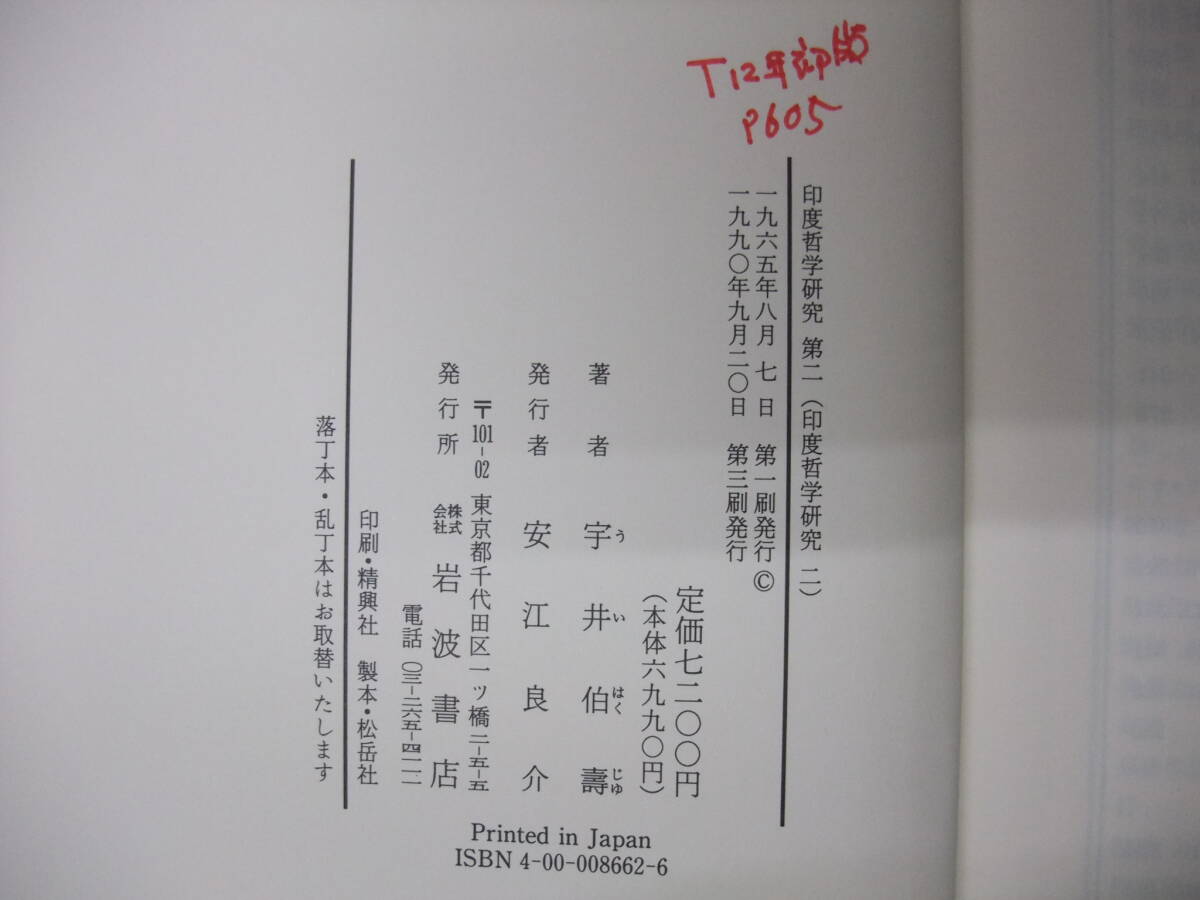 T12年
P605
印度哲学研究 第二（印度哲学研究 二）
一九六五年八月 七 日 第一刷発行©
一九九〇年九月二〇日 第三刷発行
定価七二〇〇円
（本体六九九〇円）
著者 宇井伯壽
う い はく じゅ
発行者 安江良介
〒101-02 東京都千代田区一ッ橋二-五-五
発行所 株式会社 岩波書店
電話 〇三-二六五-四一一一
印刷・精興社 製本・松岳社
落丁本・乱丁本はお取替いたします
Printed in Japan
ISBN 4-00-008662-6